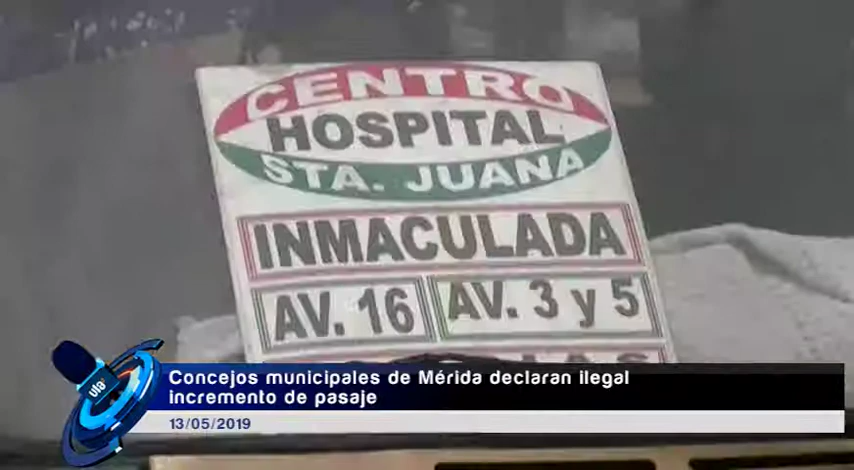 CENTRO
HOSPITAL
STA. JUANA
INMACULADA
AV. 16
AV. 3 y 5
ula
Concejos municipales de Mérida declaran ilegal
incremento de pasaje
13/05/2019